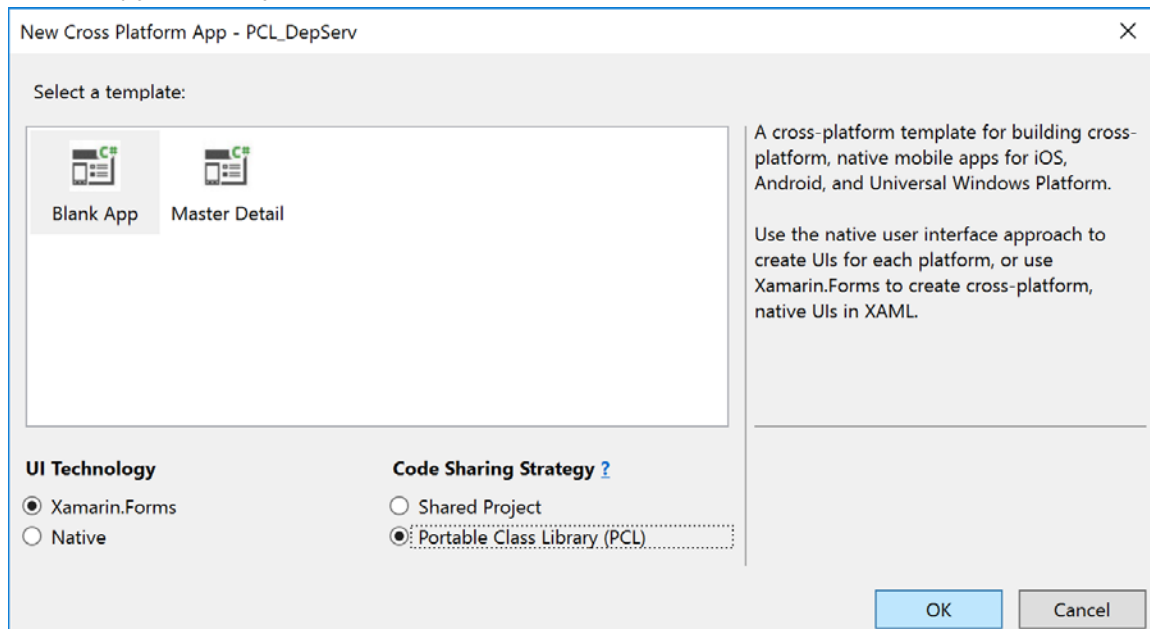 New Cross Platform App - PCL_DepServ
Select a template:
C#
Blank App
C#
Master Detail
A cross-platform template for building cross-
platform, native mobile apps for iOS,
Android, and Universal Windows Platform.
Use the native user interface approach to
create UIs for each platform, or use
Xamarin.Forms to create cross-platform,
native UIs in XAML.
UI Technology
Xamarin.Forms
Native
Code Sharing Strategy ?
Shared Project
Portable Class Library (PCL)
OK
Cancel